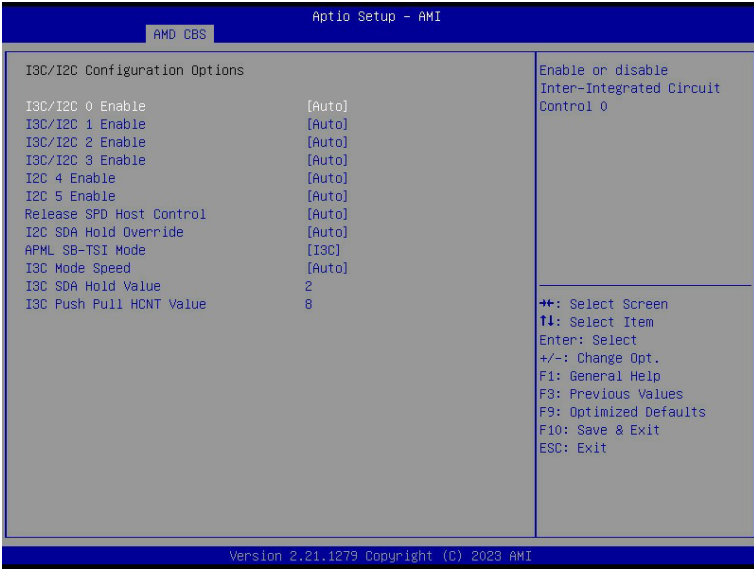 Aptio Setup – AMI
AMD CBS
I3C/I2C Configuration Options
I3C/I2C 0 Enable [Auto]
I3C/I2C 1 Enable [Auto]
I3C/I2C 2 Enable [Auto]
I3C/I2C 3 Enable [Auto]
I2C 4 Enable [Auto]
I2C 5 Enable [Auto]
Release SPD Host Control [Auto]
I2C SDA Hold Override [Auto]
APML SB-TSI Mode [I3C]
I3C Mode Speed [Auto]
I3C SDA Hold Value 2
I3C Push Pull HCNT Value 8
Enable or disable
Inter-Integrated Circuit
Control 0
→←: Select Screen
↑↓: Select Item
Enter: Select
+/-: Change Opt.
F1: General Help
F3: Previous Values
F9: Optimized Defaults
F10: Save & Exit
ESC: Exit
Version 2.21.1279 Copyright (C) 2023 AMI